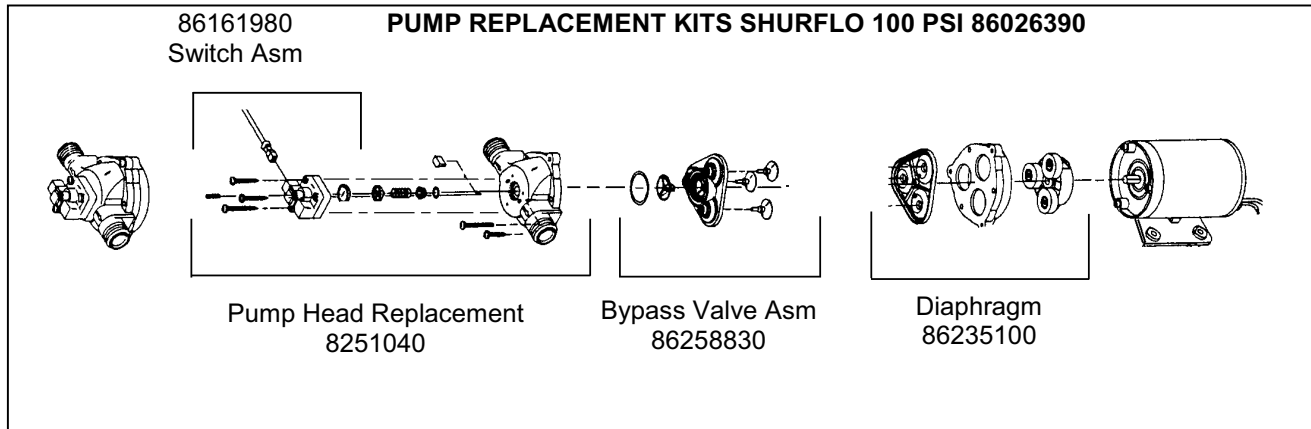 86161980
Switch Asm
PUMP REPLACEMENT KITS SHURFLO 100 PSI 86026390
Pump Head Replacement
8251040
Bypass Valve Asm
86258830
Diaphragm
86235100